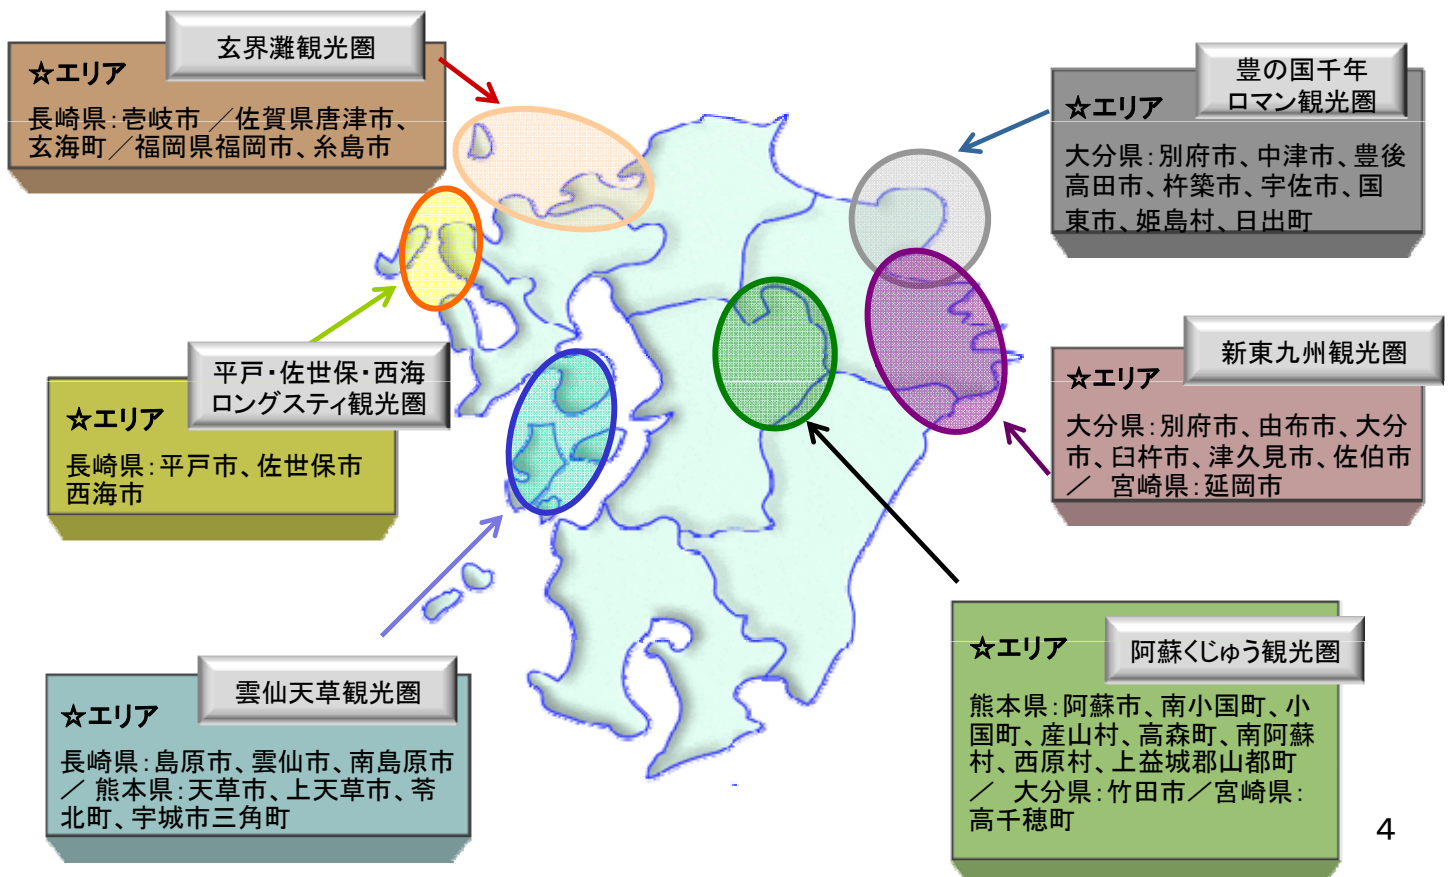 玄界灘観光圏
☆エリア
長崎県：壱岐市 ／佐賀県唐津市、
玄海町／福岡県福岡市、糸島市
豊の国千年
ロマン観光圏
☆エリア
大分県：別府市、中津市、豊後
高田市、杵築市、宇佐市、国
東市、姫島村、日出町
平戸・佐世保・西海
ロングスティ観光圏
☆エリア
長崎県：平戸市、佐世保市
西海市
新東九州観光圏
☆エリア
大分県：別府市、由布市、大分
市、臼杵市、津久見市、佐伯市
／ 宮崎県：延岡市
雲仙天草観光圏
☆エリア
長崎県：島原市、雲仙市、南島原市
／ 熊本県：天草市、上天草市、苓
北町、宇城市三角町
阿蘇くじゅう観光圏
☆エリア
熊本県：阿蘇市、南小国町、小
国町、産山村、高森町、南阿蘇
村、西原村、上益城郡山都町
／ 大分県：竹田市／宮崎県：
高千穂町
4